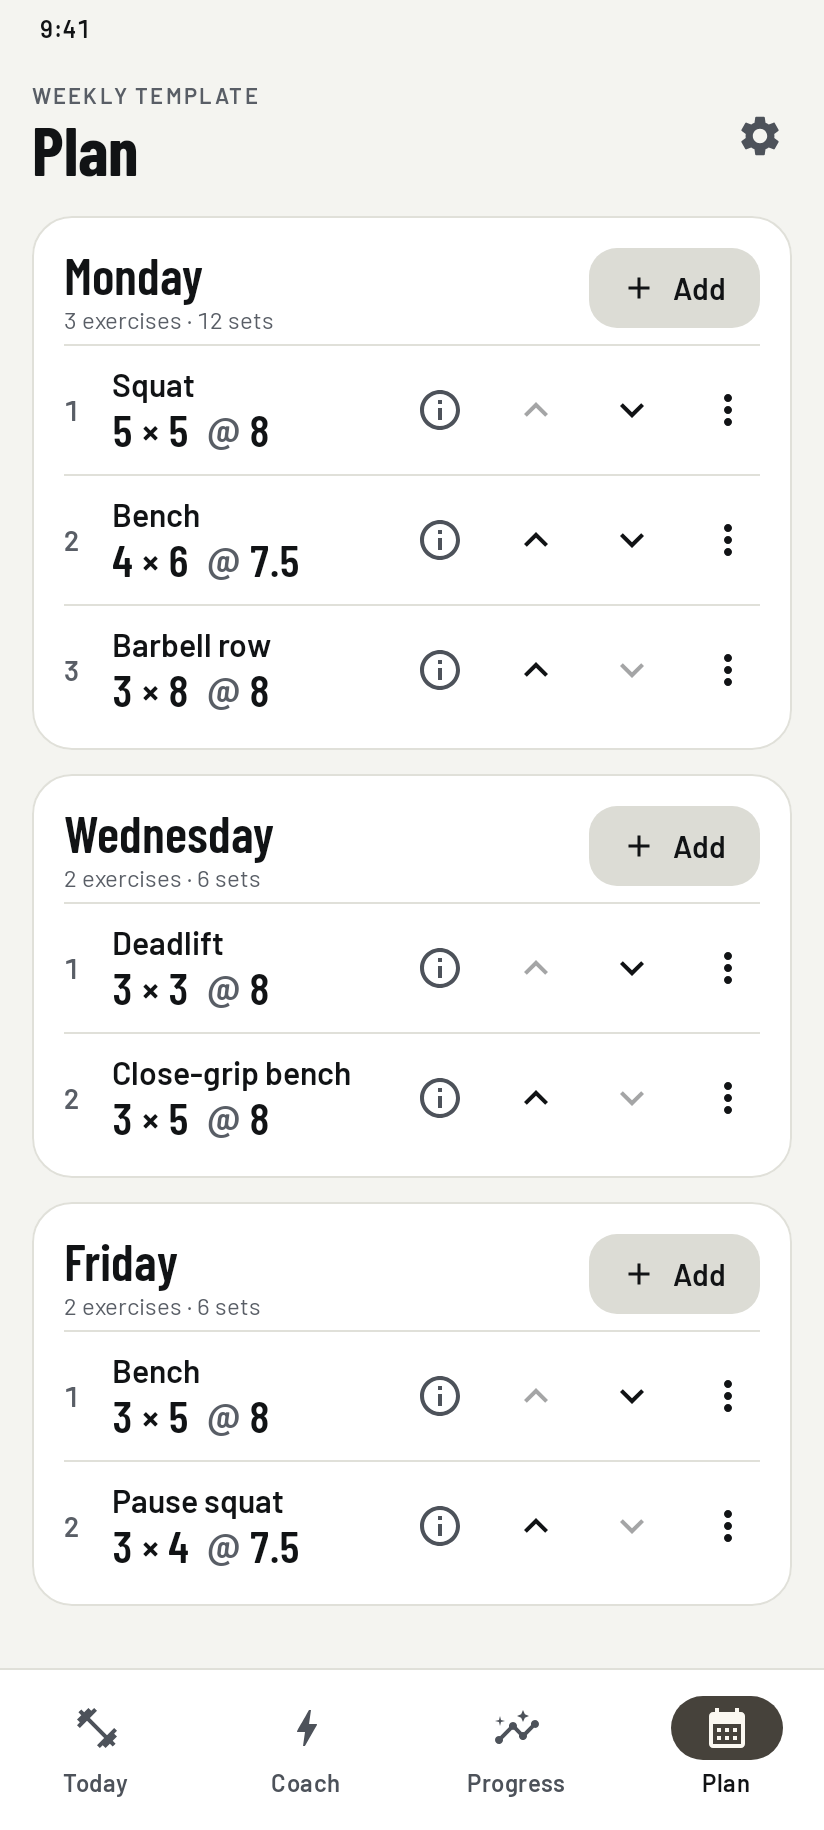 9:41
WEEKLY TEMPLATE
Plan
Monday
Add
3 exercises · 12 sets
1
Squat
5 × 5 @ 8
2
Bench
4 × 6 @ 7.5
3
Barbell row
3 × 8 @ 8
Wednesday
Add
2 exercises · 6 sets
1
Deadlift
3 × 3 @ 8
2
Close-grip bench
3 × 5 @ 8
Friday
Add
2 exercises · 6 sets
1
Bench
3 × 5 @ 8
2
Pause squat
3 × 4 @ 7.5
Today
Coach
Progress
Plan